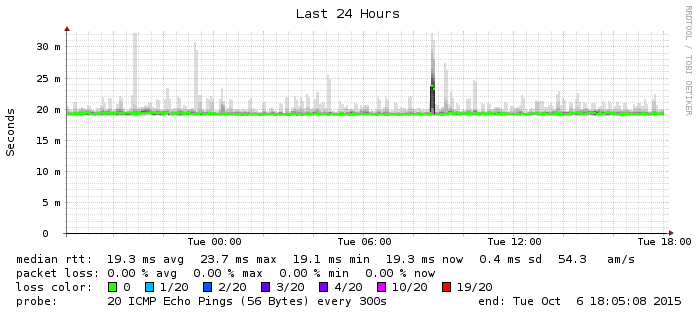 Last 24 Hours
RRDTOOL / TOBI OETIKER
Seconds
30 m
25 m
20 m
15 m
10 m
5 m
0
Tue 00:00 Tue 06:00 Tue 12:00 Tue 18:00
median rtt: 19.3 ms avg 23.7 ms max 19.1 ms min 19.3 ms now 0.4 ms sd 54.3 am/s
packet loss: 0.00 % avg 0.00 % max 0.00 % min 0.00 % now
loss color: 0 1/20 2/20 3/20 4/20 10/20 19/20
probe: 20 ICMP Echo Pings (56 Bytes) every 300s end: Tue Oct 6 18:05:08 2015